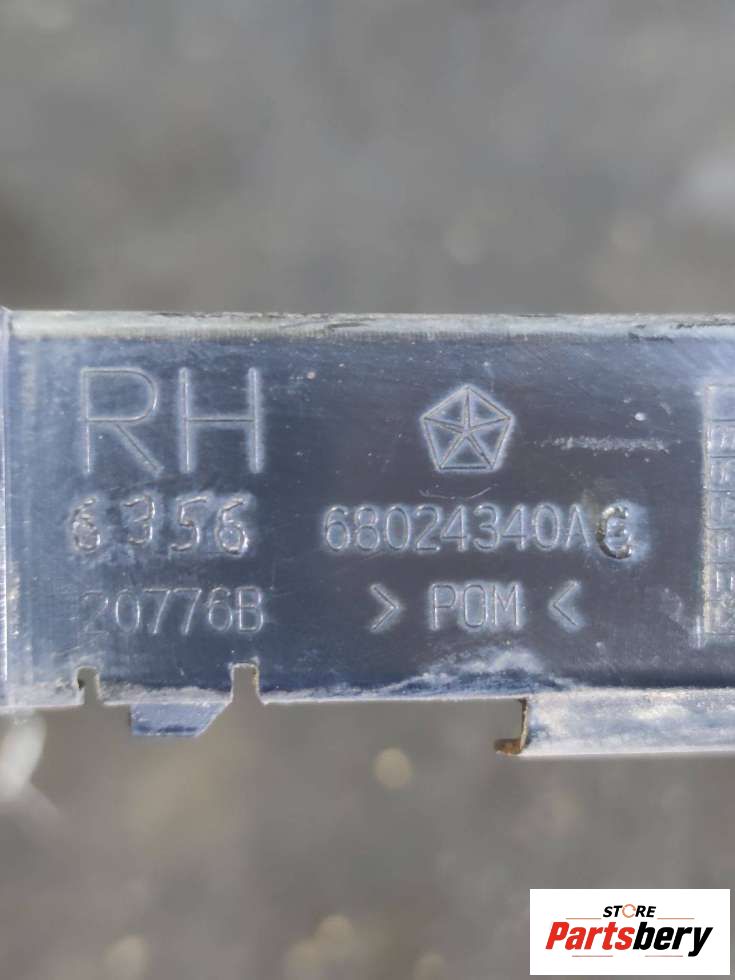 RH
6356
68024340AC
20776B
> POM <
STORE
Partsbery